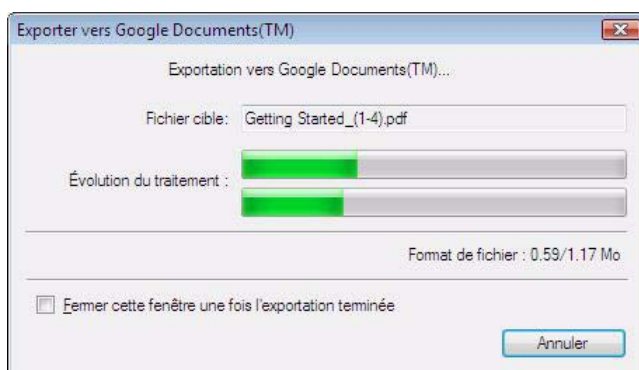 Exporter vers Google Documents(TM)
Exportation vers Google Documents(TM)...
Fichier cible: Getting Started_(1-4).pdf
Évolution du traitement :
Format de fichier : 0.59/1.17 Mo
Fermer cette fenêtre une fois l'exportation terminée
Annuler